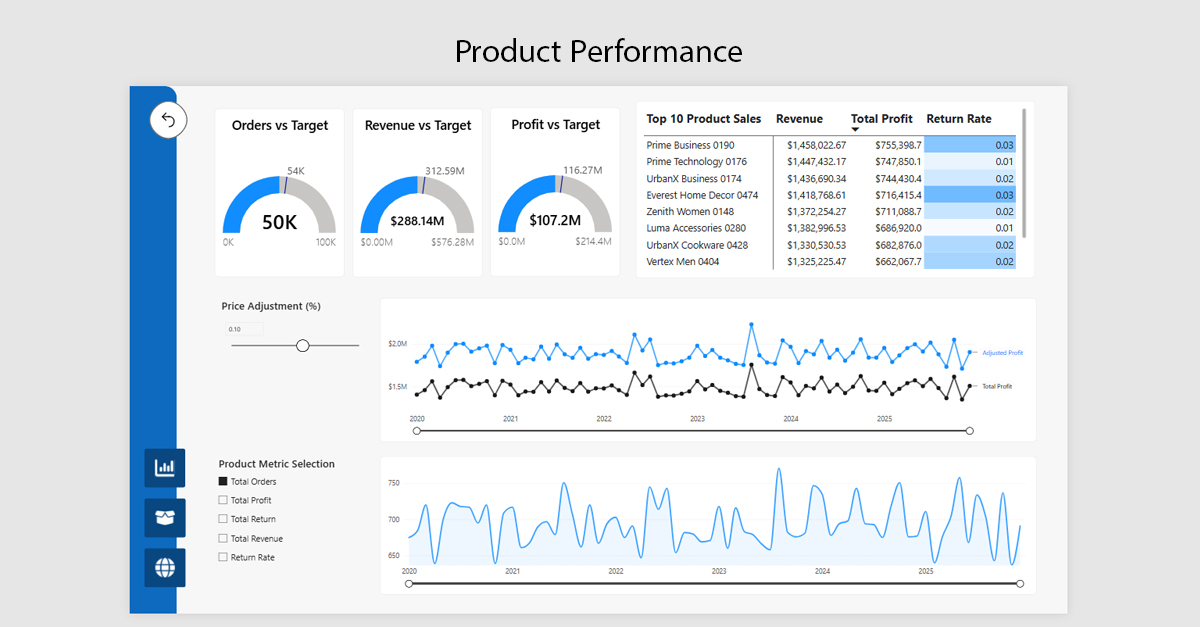 Product Performance
Orders vs Target
54K
50K
0K 100K
Revenue vs Target
312.59M
$288.14M
$0.00M $576.28M
Profit vs Target
116.27M
$107.2M
$0.0M $214.4M
Top 10 Product Sales Revenue Total Profit Return Rate
Prime Business 0190 $1,458,022.67 $755,398.7 0.03
Prime Technology 0176 $1,447,432.17 $747,850.1 0.01
UrbanX Business 0174 $1,436,690.34 $744,430.4 0.02
Everest Home Decor 0474 $1,418,768.61 $716,415.4 0.03
Zenith Women 0148 $1,372,254.27 $711,088.7 0.02
Luma Accessories 0280 $1,382,996.53 $686,920.0 0.01
UrbanX Cookware 0428 $1,330,530.53 $682,876.0 0.02
Vertex Men 0404 $1,325,225.47 $662,067.7 0.02
Price Adjustment (%)
0.10
$2.0M
$1.5M
Adjusted Profit
Total Profit
2020 2021 2022 2023 2024 2025
Product Metric Selection
Total Orders
Total Profit
Total Return
Total Revenue
Return Rate
750
700
650
2020 2021 2022 2023 2024 2025